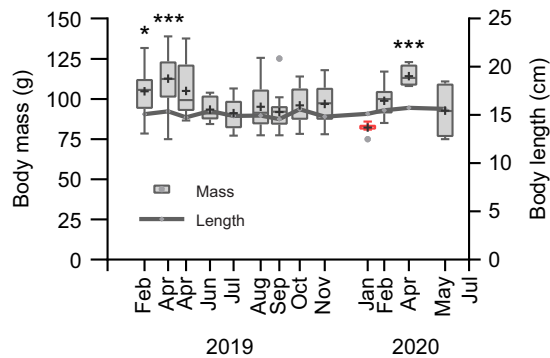 * *** ***
150
125
100
75
50
25
0
Body mass (g)
25
20
15
10
5
0
Body length (cm)
Mass
Length
Feb Apr Apr Jun Jul Aug Sep Oct Nov Jan Feb Apr May Jul
2019 2020